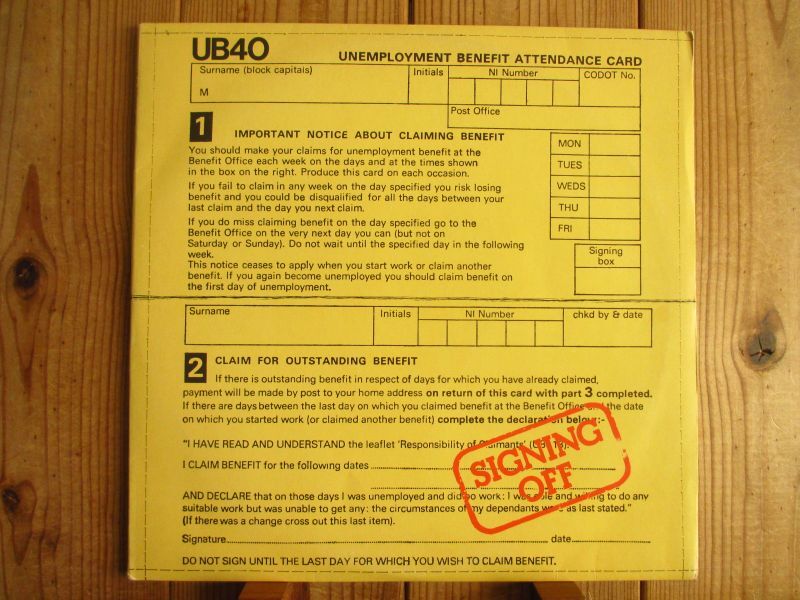 UB40
UNEMPLOYMENT BENEFIT ATTENDANCE CARD
Surname (block capitals)
Initials
NI Number
CODOT No.
M
Post Office
1
IMPORTANT NOTICE ABOUT CLAIMING BENEFIT
You should make your claims for unemployment benefit at the
Benefit Office each week on the days and at the times shown
in the box on the right. Produce this card on each occasion.
If you fail to claim in any week on the day specified you risk losing
benefit and you could be disqualified for all the days between your
last claim and the day you next claim.
If you do miss claiming benefit on the day specified go to the
Benefit Office on the very next day you can (but not on
Saturday or Sunday). Do not wait until the specified day in the following
week.
This notice ceases to apply when you start work or claim another
benefit. If you again become unemployed you should claim benefit on
the first day of unemployment.
MON
TUES
WEDS
THU
FRI
Signing
box
Surname
Initials
NI Number
chkd by & date
2
CLAIM FOR OUTSTANDING BENEFIT
If there is outstanding benefit in respect of days for which you have already claimed,
payment will be made by post to your home address on return of this card with part 3 completed.
If there are days between the last day on which you claimed benefit at the Benefit Office and the date
on which you started work (or claimed another benefit) complete the declaration below:-
"I HAVE READ AND UNDERSTAND the leaflet 'Responsibility of Claimants'
I CLAIM BENEFIT for the following dates
AND DECLARE that on those days I was unemployed and did no work: I was able and willing to do any
suitable work but was unable to get any: the circumstances of my dependants were as last stated."
(If there was a change cross out this last item).
Signature
date
DO NOT SIGN UNTIL THE LAST DAY FOR WHICH YOU WISH TO CLAIM BENEFIT.
SIGNING
OFF